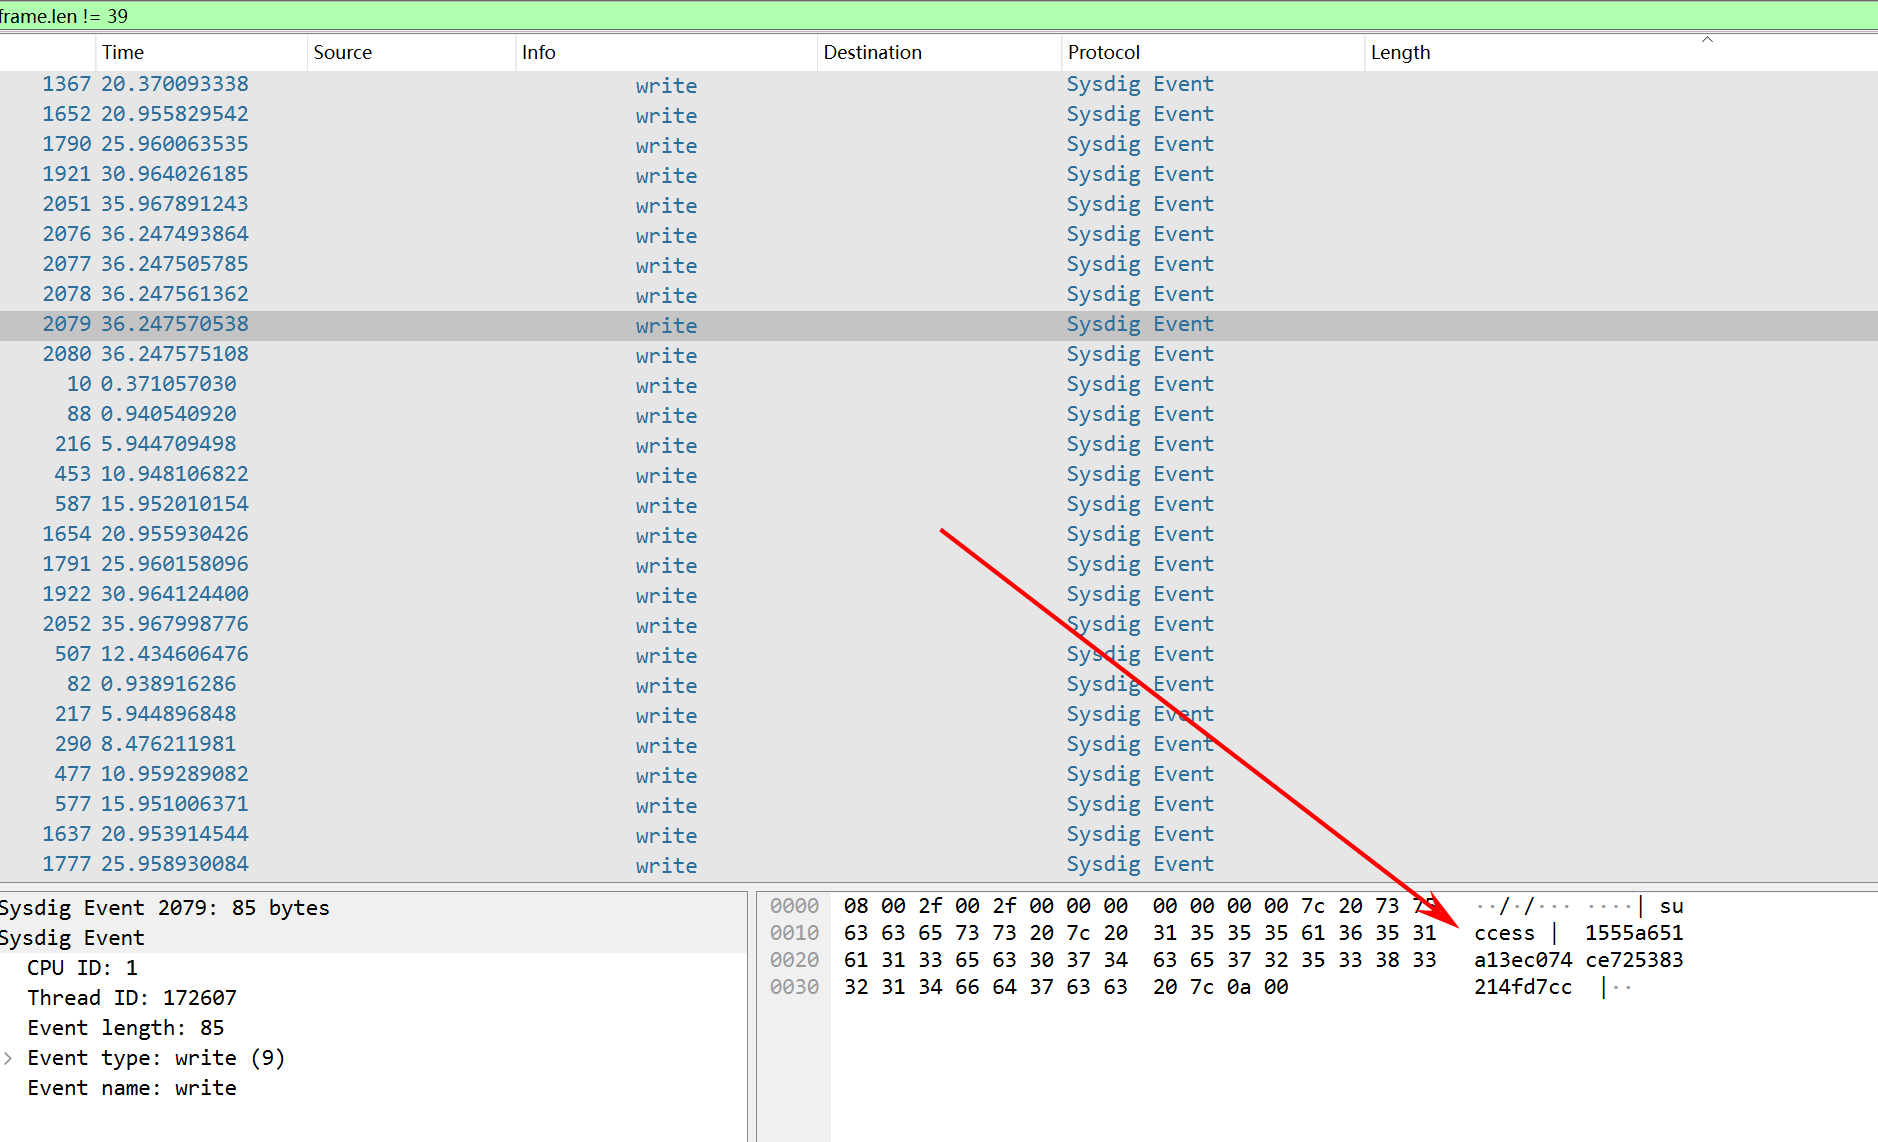 frame.len != 39
Time Source Info Destination Protocol Length
1367 20.370093338 write Sysdig Event
1652 20.955829542 write Sysdig Event
1790 25.960063535 write Sysdig Event
1921 30.964026185 write Sysdig Event
2051 35.967891243 write Sysdig Event
2076 36.247493864 write Sysdig Event
2077 36.247505785 write Sysdig Event
2078 36.247561362 write Sysdig Event
2079 36.247570538 write Sysdig Event
2080 36.247575108 write Sysdig Event
10 0.371057030 write Sysdig Event
88 0.940540920 write Sysdig Event
216 5.944709498 write Sysdig Event
453 10.948106822 write Sysdig Event
587 15.952010154 write Sysdig Event
1654 20.955930426 write Sysdig Event
1791 25.960158096 write Sysdig Event
1922 30.964124400 write Sysdig Event
2052 35.967998776 write Sysdig Event
507 12.434606476 write Sysdig Event
82 0.938916286 write Sysdig Event
217 5.944896848 write Sysdig Event
290 8.476211981 write Sysdig Event
477 10.959289082 write Sysdig Event
577 15.951006371 write Sysdig Event
1637 20.953914544 write Sysdig Event
1777 25.958930084 write Sysdig Event
Sysdig Event 2079: 85 bytes
Sysdig Event
CPU ID: 1
Thread ID: 172607
Event length: 85
Event type: write (9)
Event name: write
0000 08 00 2f 00 2f 00 00 00 00 00 00 00 7c 20 73 75 ··/·/··· ····| su
0010 63 63 65 73 73 20 7c 20 31 35 35 35 61 36 35 31 ccess | 1555a651
0020 61 31 33 65 63 30 37 34 63 65 37 32 35 33 38 33 a13ec074 ce725383
0030 32 31 34 66 64 37 63 63 20 7c 0a 00 214fd7cc |··